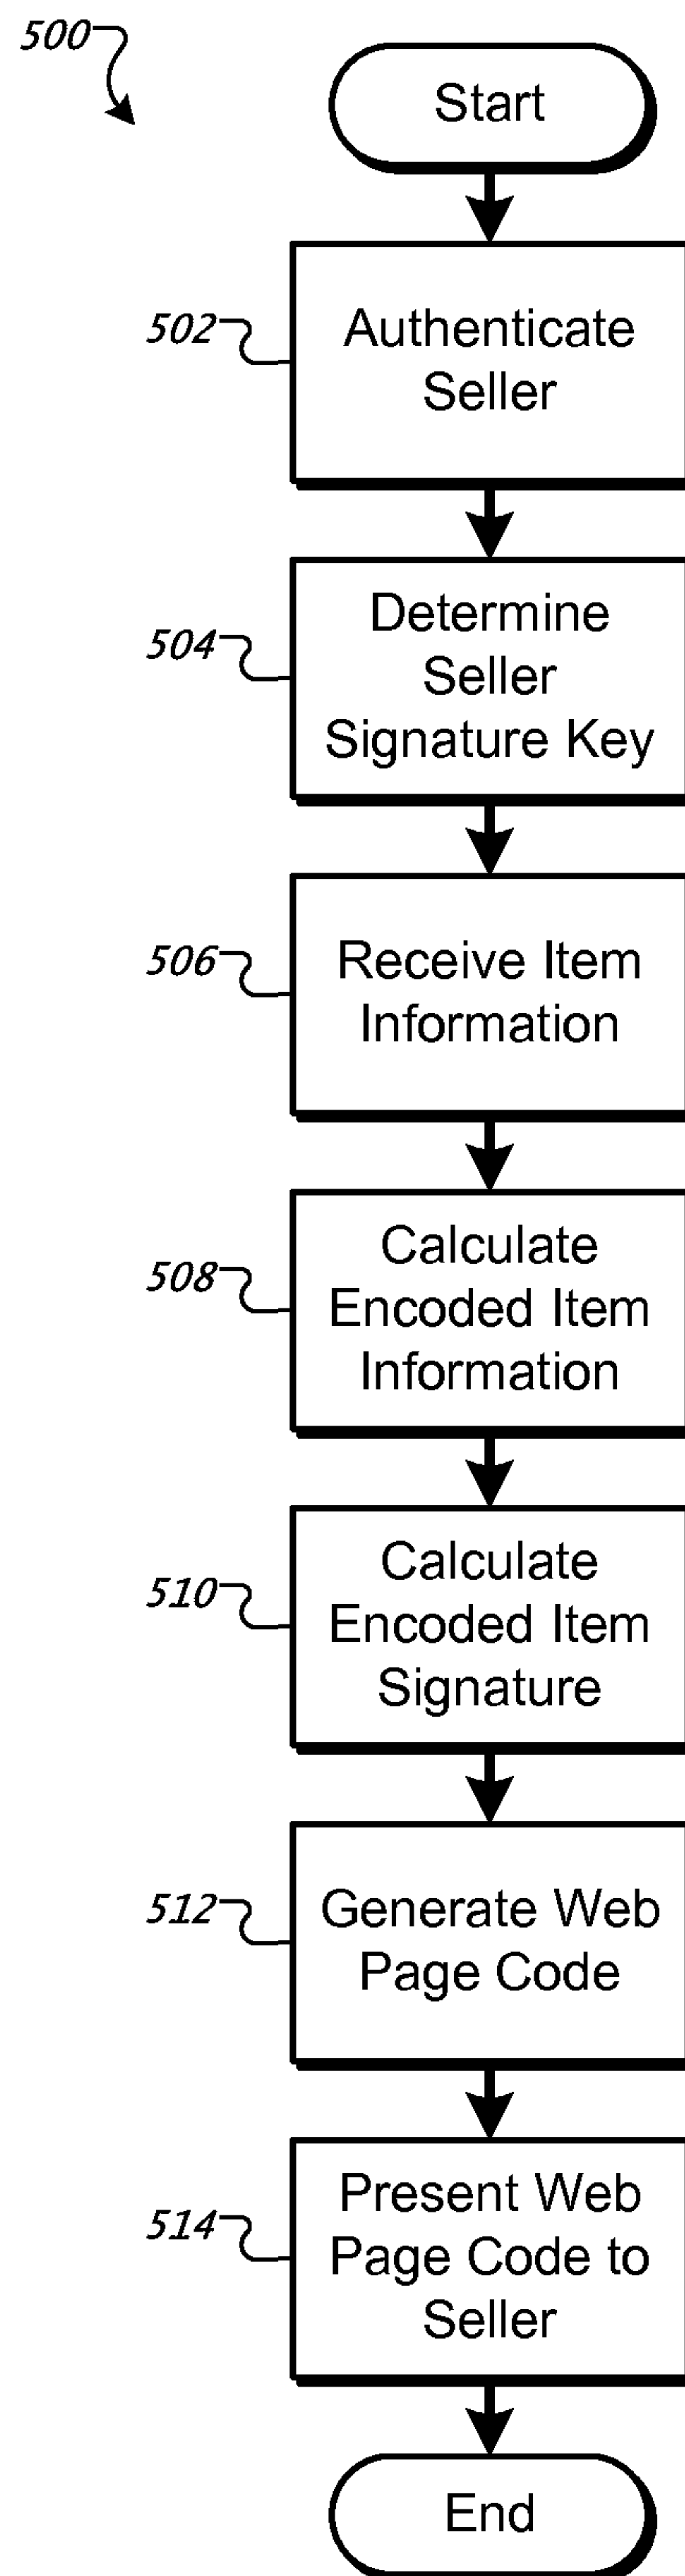 500
Start
502
Authenticate
Seller
504
Determine
Seller
Signature Key
506
Receive Item
Information
508
Calculate
Encoded Item
Information
510
Calculate
Encoded Item
Signature
512
Generate Web
Page Code
514
Present Web
Page Code to
Seller
End